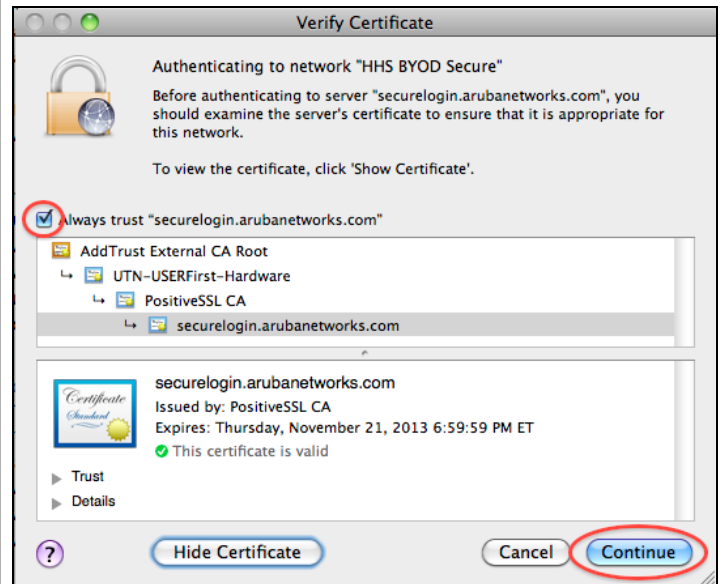 Verify Certificate
Authenticating to network "HHS BYOD Secure"
Before authenticating to server "securelogin.arubanetworks.com", you
should examine the server's certificate to ensure that it is appropriate for
this network.
To view the certificate, click 'Show Certificate'.
Always trust "securelogin.arubanetworks.com"
AddTrust External CA Root
UTN-USERFirst-Hardware
PositiveSSL CA
securelogin.arubanetworks.com
Certificate
Standard
securelogin.arubanetworks.com
Issued by: PositiveSSL CA
Expires: Thursday, November 21, 2013 6:59:59 PM ET
This certificate is valid
Trust
Details
? Hide Certificate Cancel Continue